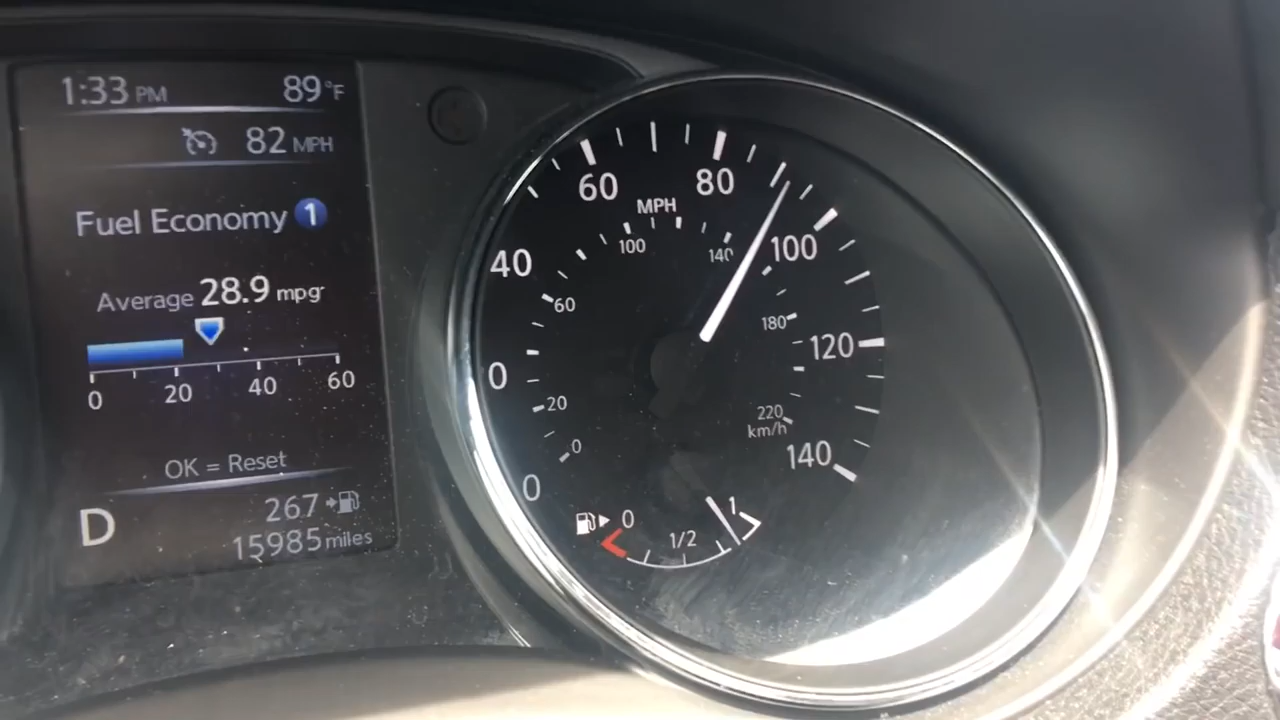 1:33 PM 89°F
82 MPH
Fuel Economy 1
Average 28.9 mpg
0 20 40 60
OK = Reset
D
267
15985 miles
60 80
MPH
40 100 140 100
60
180 120
0
20
220
km/h
140
0
0
0 1/2 1